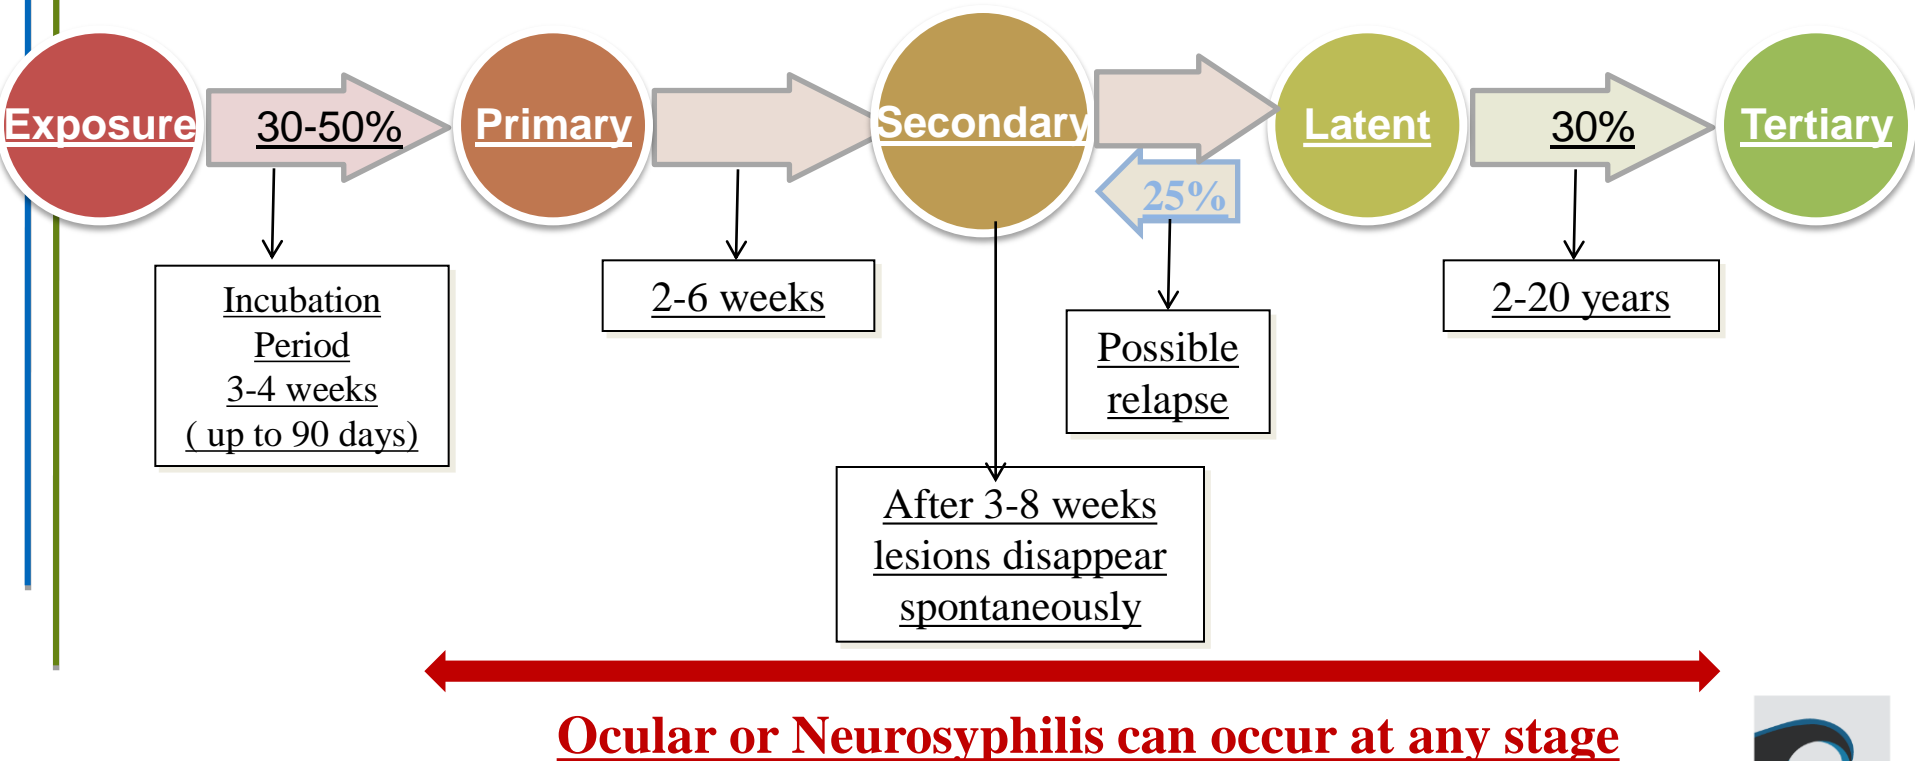 Exposure
30-50%
Primary
Secondary
Latent
30%
Tertiary
25%
Incubation
Period
3-4 weeks
( up to 90 days)
2-6 weeks
Possible
relapse
2-20 years
After 3-8 weeks
lesions disappear
spontaneously
Ocular or Neurosyphilis can occur at any stage